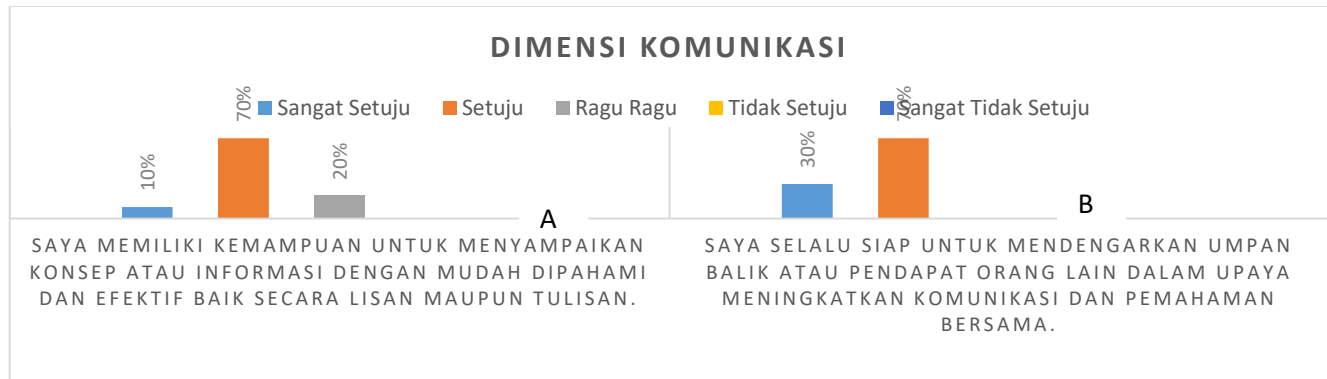 DIMENSI KOMUNIKASI
Sangat Setuju Setuju Ragu Ragu Tidak Setuju Sangat Tidak Setuju
10%
70%
20%
30%
70%
A
B
SAYA MEMILIKI KEMAMPUAN UNTUK MENYAMPAIKAN
KONSEP ATAU INFORMASI DENGAN MUDAH DIPAHAMI
DAN EFEKTIF BAIK SECARA LISAN MAUPUN TULISAN.
SAYA SELALU SIAP UNTUK MENDENGARKAN UMPAN
BALIK ATAU PENDAPAT ORANG LAIN DALAM UPAYA
MENINGKATKAN KOMUNIKASI DAN PEMAHAMAN
BERSAMA.